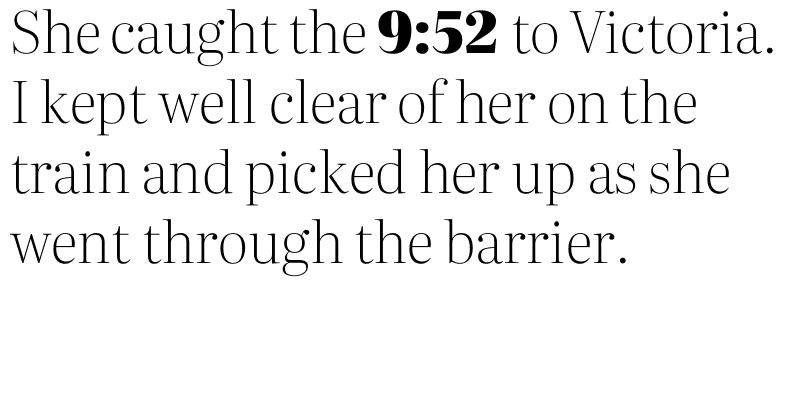 She caught the 9:52 to Victoria.
I kept well clear of her on the
train and picked her up as she
went through the barrier.